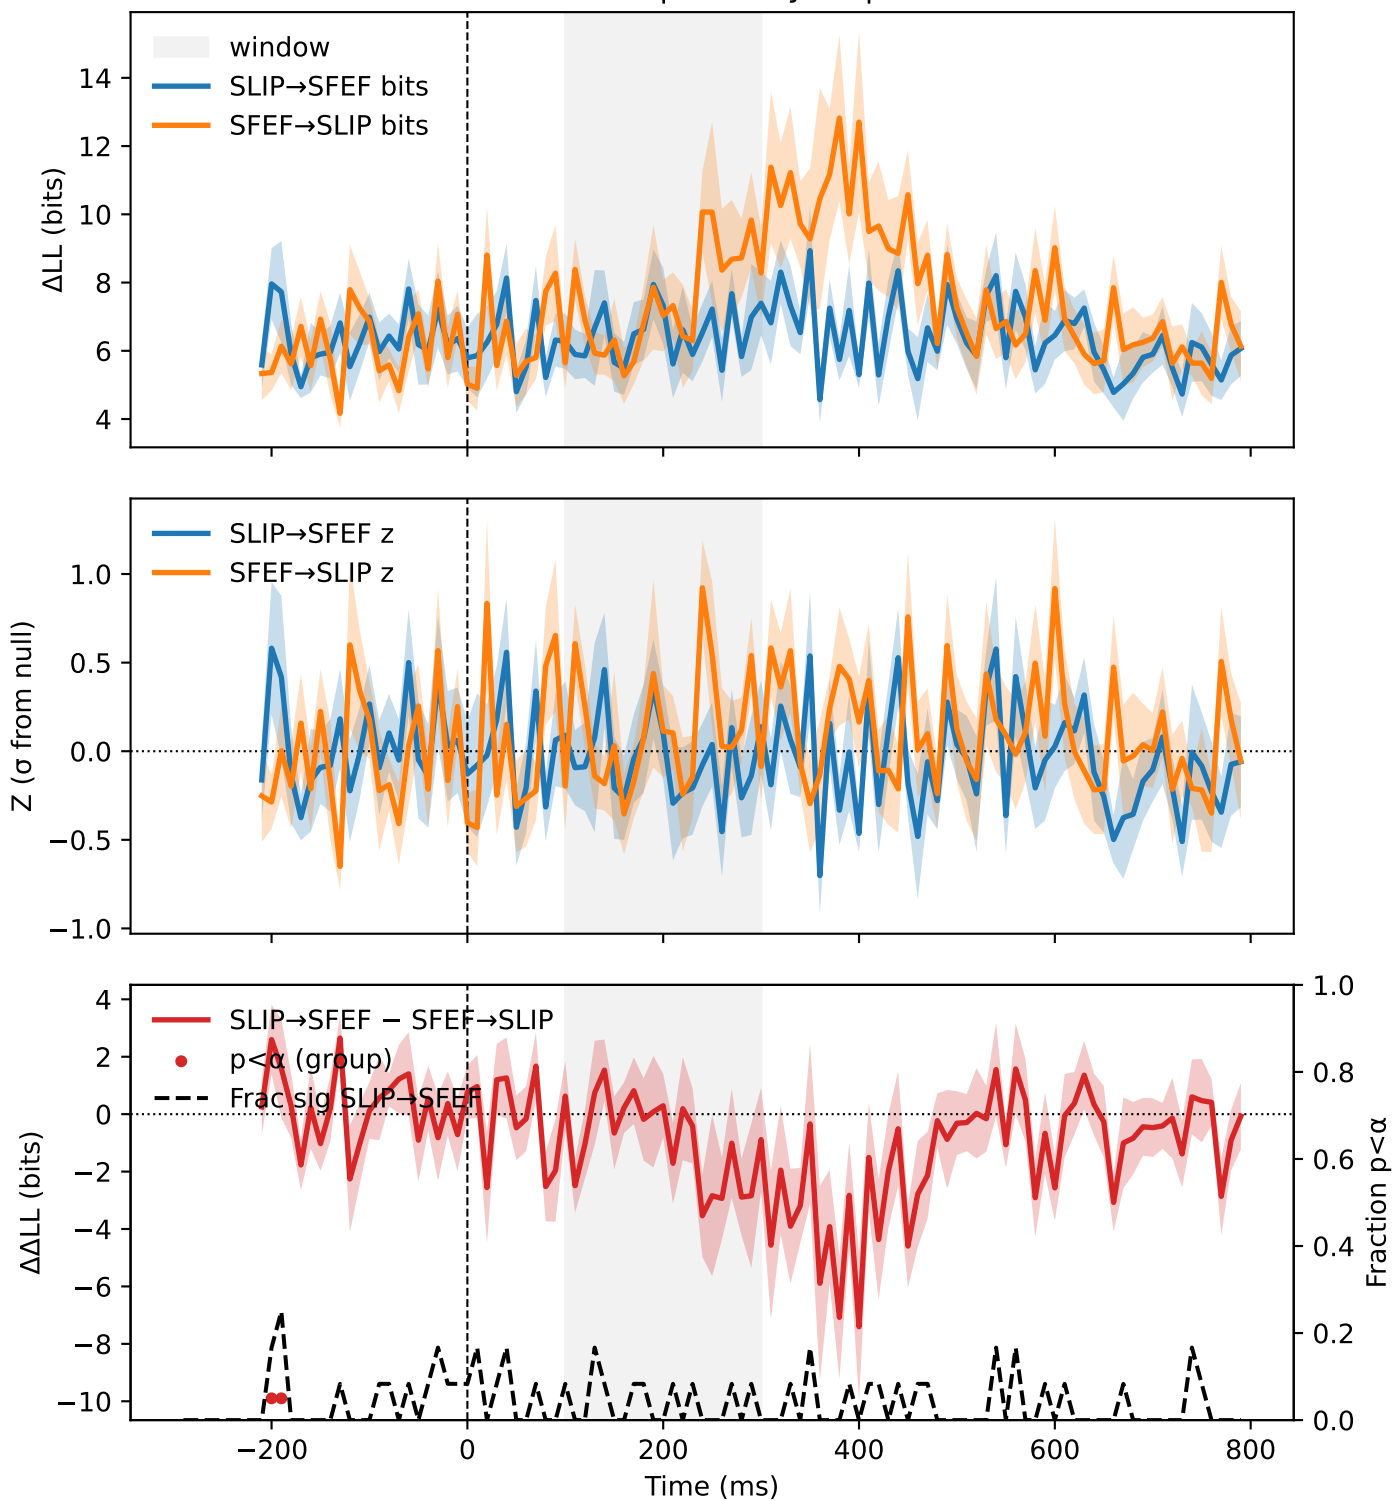 window
SLIP→SFEF bits
SFEF→SLIP bits
14
12
10
8
6
4
ΔLL (bits)
SLIP→SFEF z
SFEF→SLIP z
1.0
0.5
0.0
−0.5
−1.0
Z (σ from null)
SLIP→SFEF − SFEF→SLIP
p<α (group)
Frac sig SLIP→SFEF
4
2
0
−2
−4
−6
−8
−10
ΔΔLL (bits)
1.0
0.8
0.6
0.4
0.2
0.0
Fraction p<α
−200
0
200
400
600
800
Time (ms)